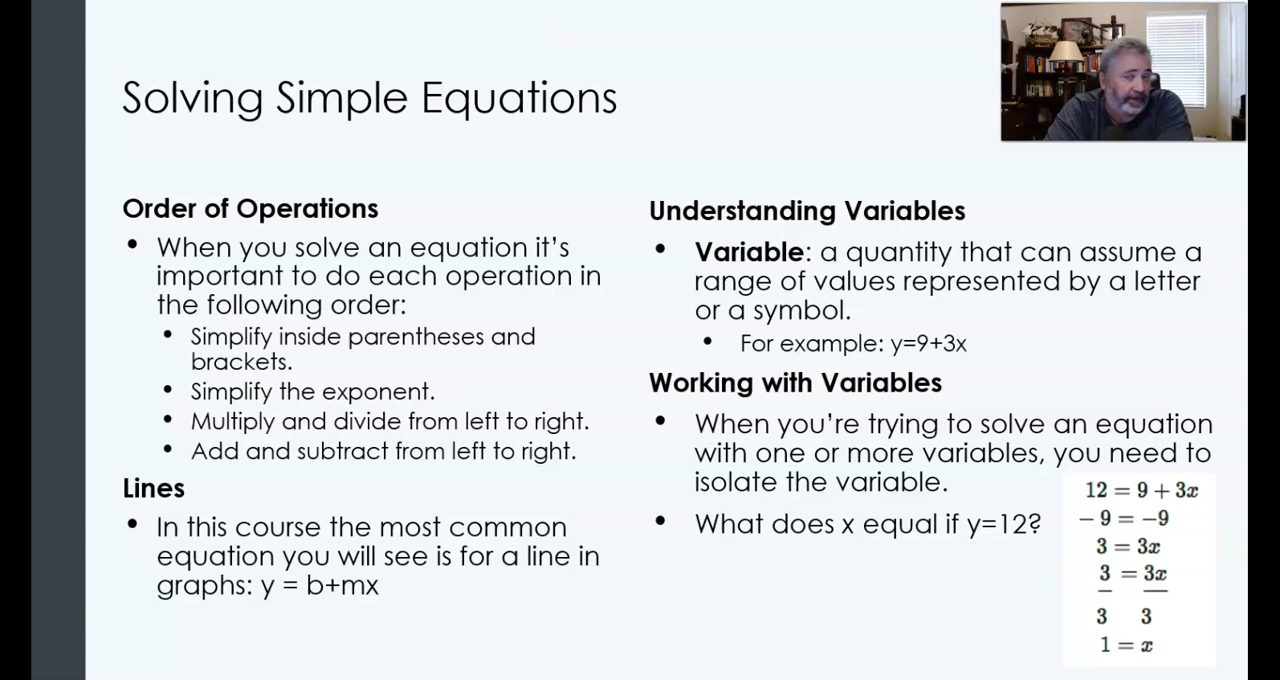 Solving Simple Equations
Order of Operations
• When you solve an equation it's
important to do each operation in
the following order:
• Simplify inside parentheses and
brackets.
• Simplify the exponent.
• Multiply and divide from left to right.
• Add and subtract from left to right.
Lines
• In this course the most common
equation you will see is for a line in
graphs: y = b+mx
Understanding Variables
• Variable: a quantity that can assume a
range of values represented by a letter
or a symbol.
• For example: y=9+3x
Working with Variables
• When you're trying to solve an equation
with one or more variables, you need to
isolate the variable.
• What does x equal if y=12?
12 = 9 + 3x
− 9 = −9
3 = 3x
3 = 3x
3 3
1 = x